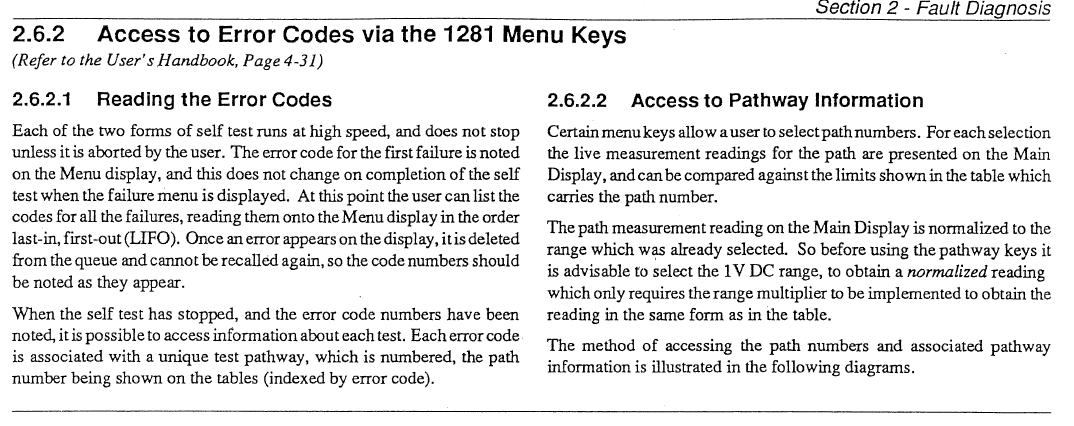 Section 2 - Fault Diagnosis
2.6.2 Access to Error Codes via the 1281 Menu Keys
(Refer to the User's Handbook, Page 4-31)
2.6.2.1 Reading the Error Codes
Each of the two forms of self test runs at high speed, and does not stop
unless it is aborted by the user. The error code for the first failure is noted
on the Menu display, and this does not change on completion of the self
test when the failure menu is displayed. At this point the user can list the
codes for all the failures, reading them onto the Menu display in the order
last-in, first-out (LIFO). Once an error appears on the display, it is deleted
from the queue and cannot be recalled again, so the code numbers should
be noted as they appear.
When the self test has stopped, and the error code numbers have been
noted, it is possible to access information about each test. Each error code
is associated with a unique test pathway, which is numbered, the path
number being shown on the tables (indexed by error code).
2.6.2.2 Access to Pathway Information
Certain menu keys allow a user to select path numbers. For each selection
the live measurement readings for the path are presented on the Main
Display, and can be compared against the limits shown in the table which
carries the path number.
The path measurement reading on the Main Display is normalized to the
range which was already selected. So before using the pathway keys it
is advisable to select the 1V DC range, to obtain a normalized reading
which only requires the range multiplier to be implemented to obtain the
reading in the same form as in the table.
The method of accessing the path numbers and associated pathway
information is illustrated in the following diagrams.